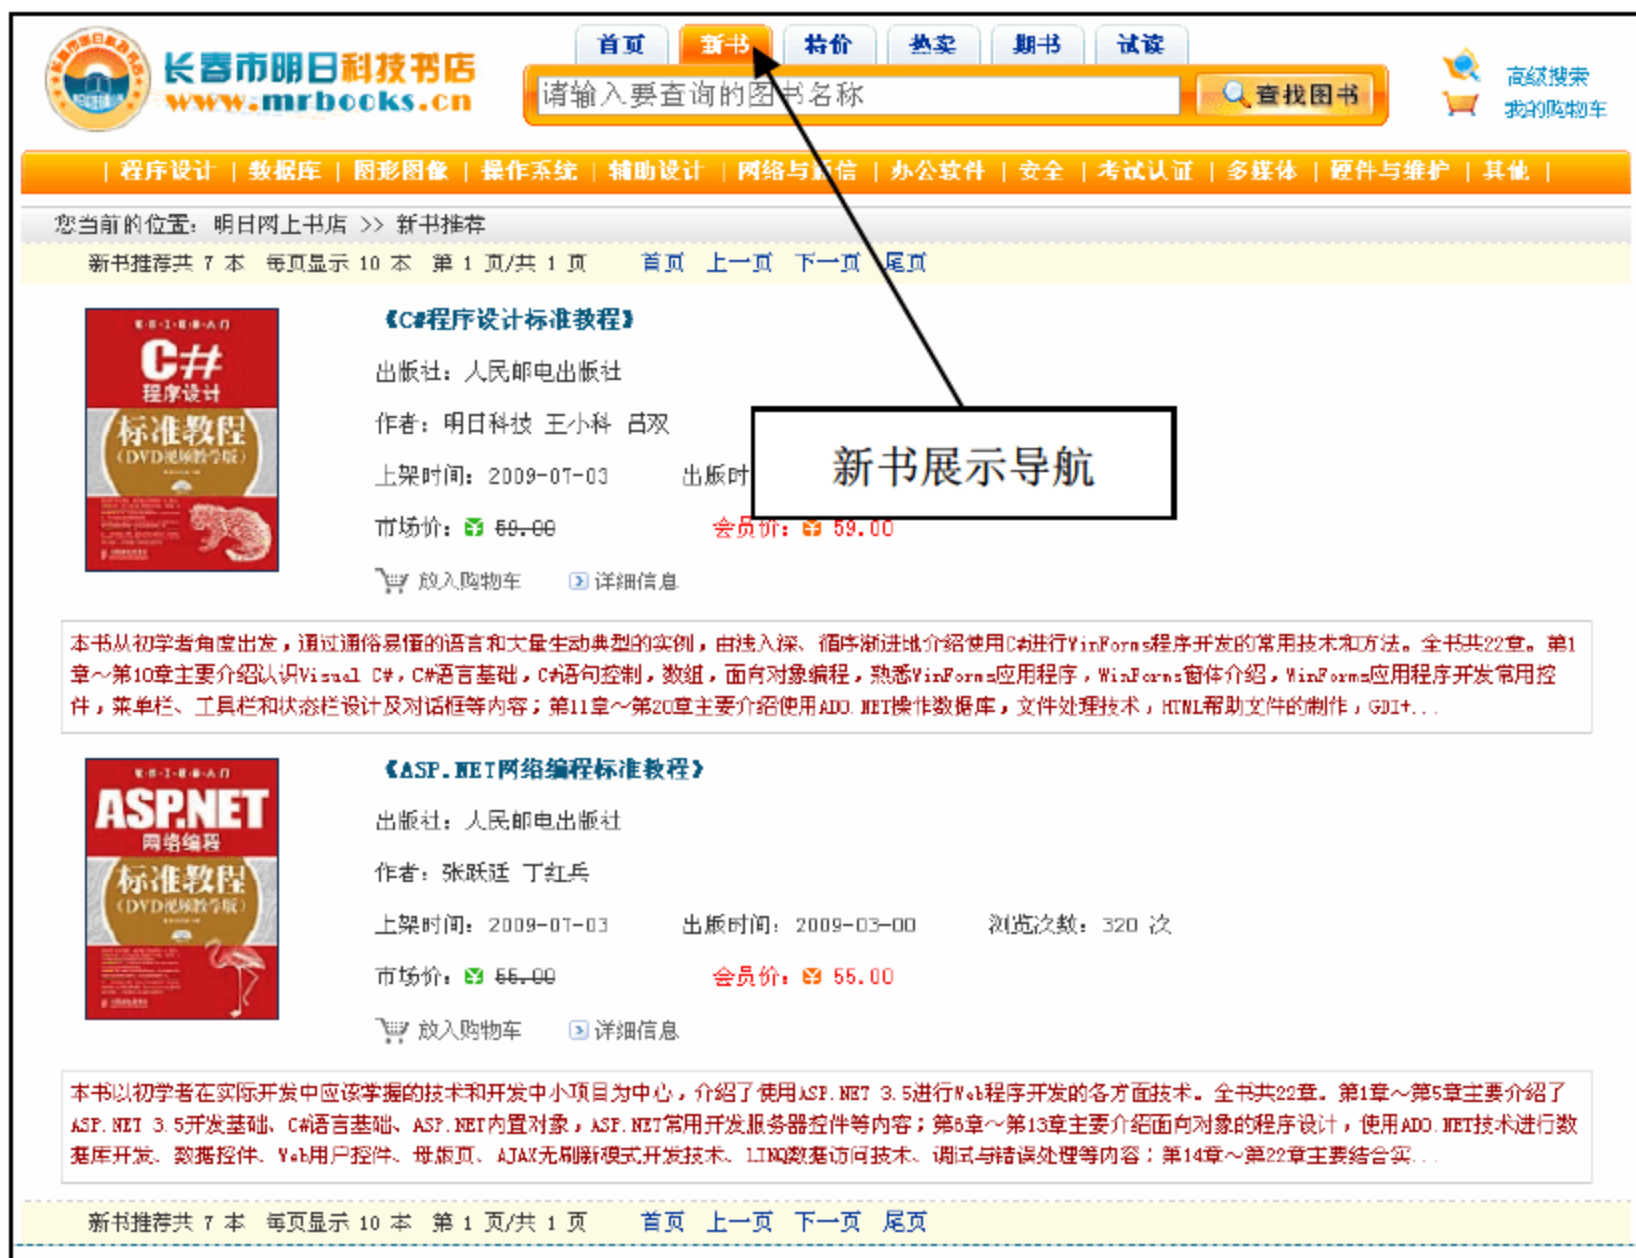 长春市明日科技书店
www.mrbooks.cn
首页 新书 特价 热卖 期书 试读
请输入要查询的图书名称
查找图书
高级搜索
我的购物车
| 程序设计 | 数据库 | 图形图像 | 操作系统 | 辅助设计 | 网络与通信 | 办公软件 | 安全 | 考试认证 | 多媒体 | 硬件与维护 | 其他 |
您当前的位置：明日网上书店 >> 新书推荐
新书推荐共 7 本 每页显示 10 本 第 1 页/共 1 页 首页 上一页 下一页 尾页
C#
程序设计
标准教程
(DVD视频教学版)
《C#程序设计标准教程》
出版社：人民邮电出版社
作者：明日科技 王小科 吕双
上架时间：2009-07-03 出版时
新书展示导航
市场价：59.00 会员价：59.00
放入购物车 详细信息
本书从初学者角度出发，通过通俗易懂的语言和大量生动典型的实例，由浅入深、循序渐进地介绍使用C#进行WinForms程序开发的常用技术和方法。全书共22章。第1
章～第10章主要介绍认识Visual C#，C#语言基础，C#语句控制，数组，面向对象编程，熟悉WinForms应用程序，WinForms窗体介绍，WinForms应用程序开发常用控
件，菜单栏、工具栏和状态栏设计及对话框等内容；第11章～第20章主要介绍使用ADO.NET操作数据库，文件处理技术，HTML帮助文件的制作，GDI+...
ASP.NET
网络编程
标准教程
(DVD视频教学版)
《ASP.NET网络编程标准教程》
出版社：人民邮电出版社
作者：张跃廷 丁红兵
上架时间：2009-07-03 出版时间：2009-03-00 浏览次数：320 次
市场价：55.00 会员价：55.00
放入购物车 详细信息
本书以初学者在实际开发中应该掌握的技术和开发中小项目为中心，介绍了使用ASP.NET 3.5进行Web程序开发的各方面技术。全书共22章。第1章～第5章主要介绍了
ASP.NET 3.5开发基础、C#语言基础、ASP.NET内置对象，ASP.NET常用开发服务器控件等内容；第6章～第13章主要介绍面向对象的程序设计，使用ADO.NET技术进行数
据库开发、数据控件、Web用户控件、母版页、AJAX无刷新模式开发技术、LINQ数据访问技术、调试与错误处理等内容；第14章～第22章主要结合实...
新书推荐共 7 本 每页显示 10 本 第 1 页/共 1 页 首页 上一页 下一页 尾页